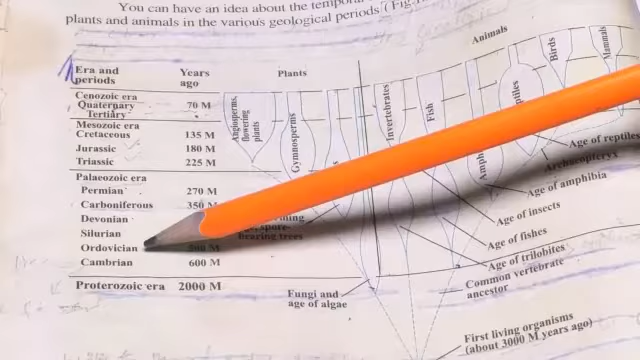 You can have an idea about the
plants and animals in the various geological periods (Fig.
Animals
Era and periods
Years ago
Plants
Cenozoic era
Quaternary 70 M
Tertiary
Mesozoic era
Cretaceous 135 M
Jurassic 180 M
Triassic 225 M
Palaeozoic era
Permian 270 M
Carboniferous 350 M
Devonian
Silurian
Ordovician
Cambrian 600 M
Proterozoic era 2000 M
Angiosperms, flowering plants
Gymnosperms
bearing trees
Invertebrates
Fish
Birds
Mammals
Age of reptiles
Archaeopteryx
Age of amphibia
Age of insects
Age of fishes
Age of trilobites
Common vertebrate
ancestor
Fungi and
age of algae
First living organisms
(about 3000 M years ago)